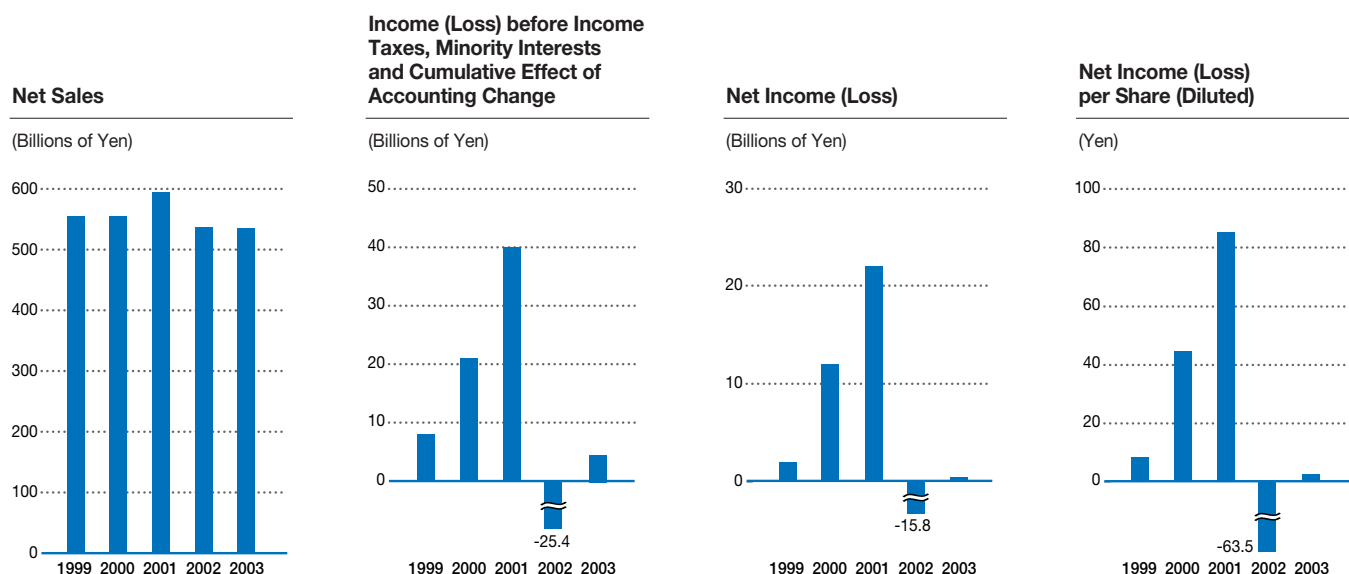 Net Sales
(Billions of Yen)
600
500
400
300
200
100
0
1999 2000 2001 2002 2003
Income (Loss) before Income
Taxes, Minority Interests
and Cumulative Effect of
Accounting Change
(Billions of Yen)
50
40
30
20
10
0
-25.4
1999 2000 2001 2002 2003
Net Income (Loss)
(Billions of Yen)
30
20
10
0
-15.8
1999 2000 2001 2002 2003
Net Income (Loss)
per Share (Diluted)
(Yen)
100
80
60
40
20
0
-63.5
1999 2000 2001 2002 2003